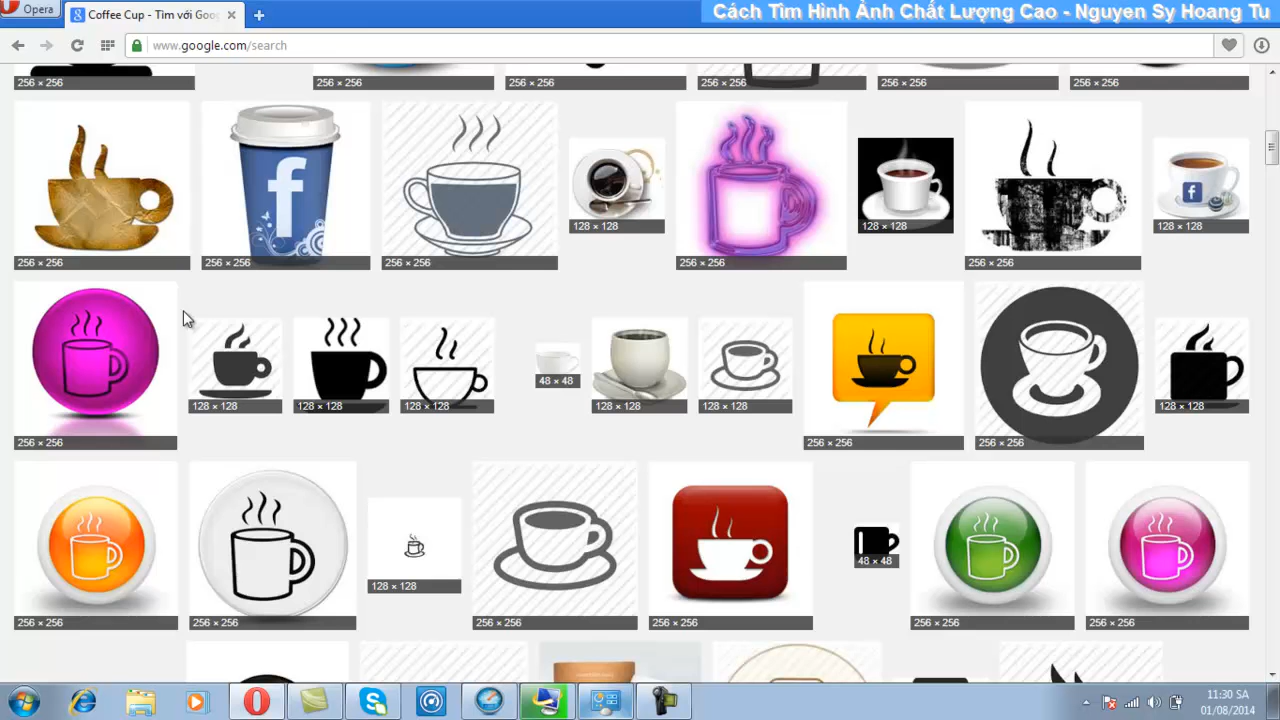 Opera
Coffee Cup - Tìm với Goo
Cách Tìm Hình Ảnh Chất Lượng Cao - Nguyen Sy Hoang Tu
www.google.com/search
256 × 256
256 × 256
256 × 256
256 × 256
256 × 256
256 × 256
f
f
256 × 256
256 × 256
256 × 256
128 × 128
256 × 256
128 × 128
256 × 256
128 × 128
256 × 256
128 × 128
128 × 128
128 × 128
48 × 48
128 × 128
128 × 128
256 × 256
256 × 256
128 × 128
256 × 256
256 × 256
128 × 128
256 × 256
256 × 256
48 × 48
256 × 256
256 × 256
11:30 SA
01/08/2014